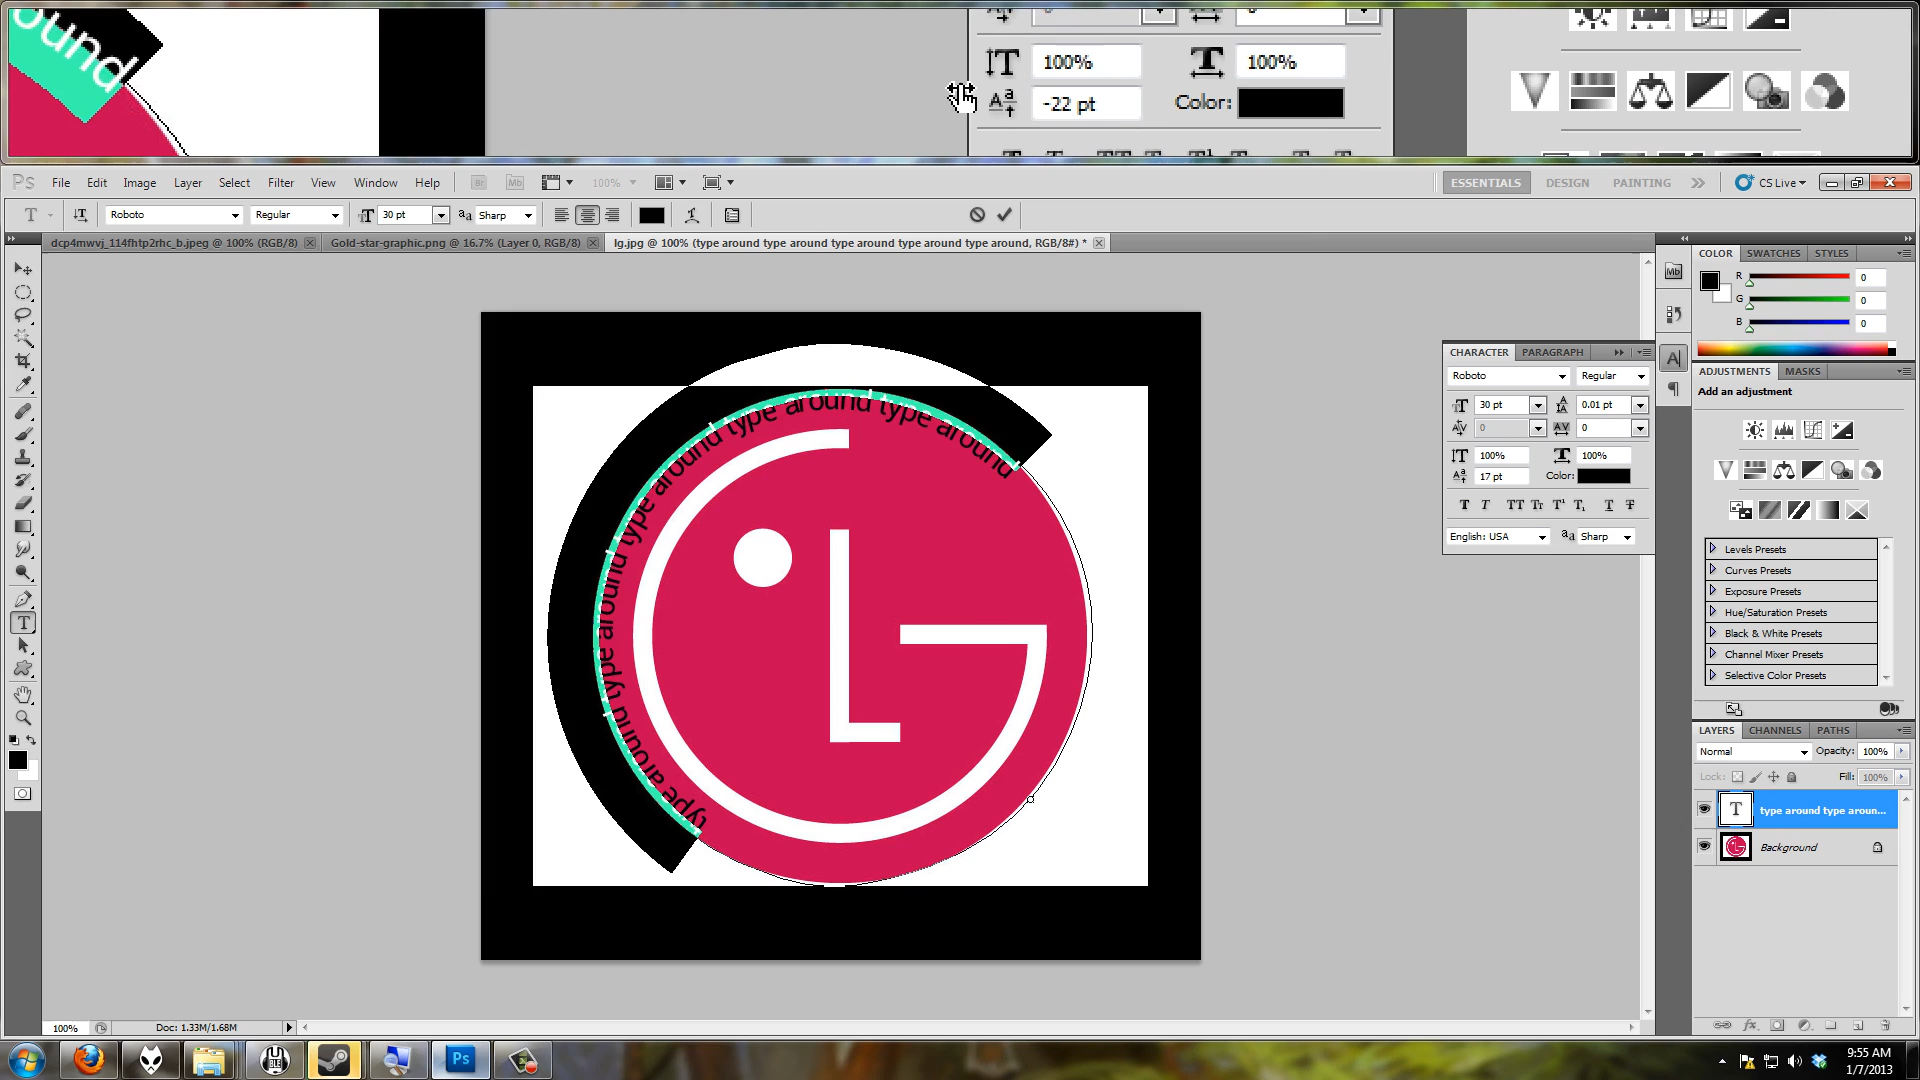 ound
100%
100%
-22 pt
Color:
Ps File Edit Image Layer Select Filter View Window Help Br Mb 100% ESSENTIALS DESIGN PAINTING CS Live
T Roboto Regular 30 pt aa Sharp
dcp4mwvj_114fhtp2rhc_b.jpeg @ 100% (RGB/8) Gold-star-graphic.png @ 16.7% (Layer 0, RGB/8) lg.jpg @ 100% (type around type around type around type around type around, RGB/8#) *
COLOR SWATCHES STYLES
R 0
G 0
B 0
type around type around type around type around type around
CHARACTER PARAGRAPH
Roboto Regular
30 pt 0.01 pt
0 0
100% 100%
17 pt Color:
English: USA aa Sharp
ADJUSTMENTS MASKS
Add an adjustment
Levels Presets
Curves Presets
Exposure Presets
Hue/Saturation Presets
Black & White Presets
Channel Mixer Presets
Selective Color Presets
LAYERS CHANNELS PATHS
Normal Opacity: 100%
Lock: Fill: 100%
T type around type aroun...
Background
100% Doc: 1.33M/1.68M
Ps
9:55 AM
1/7/2013